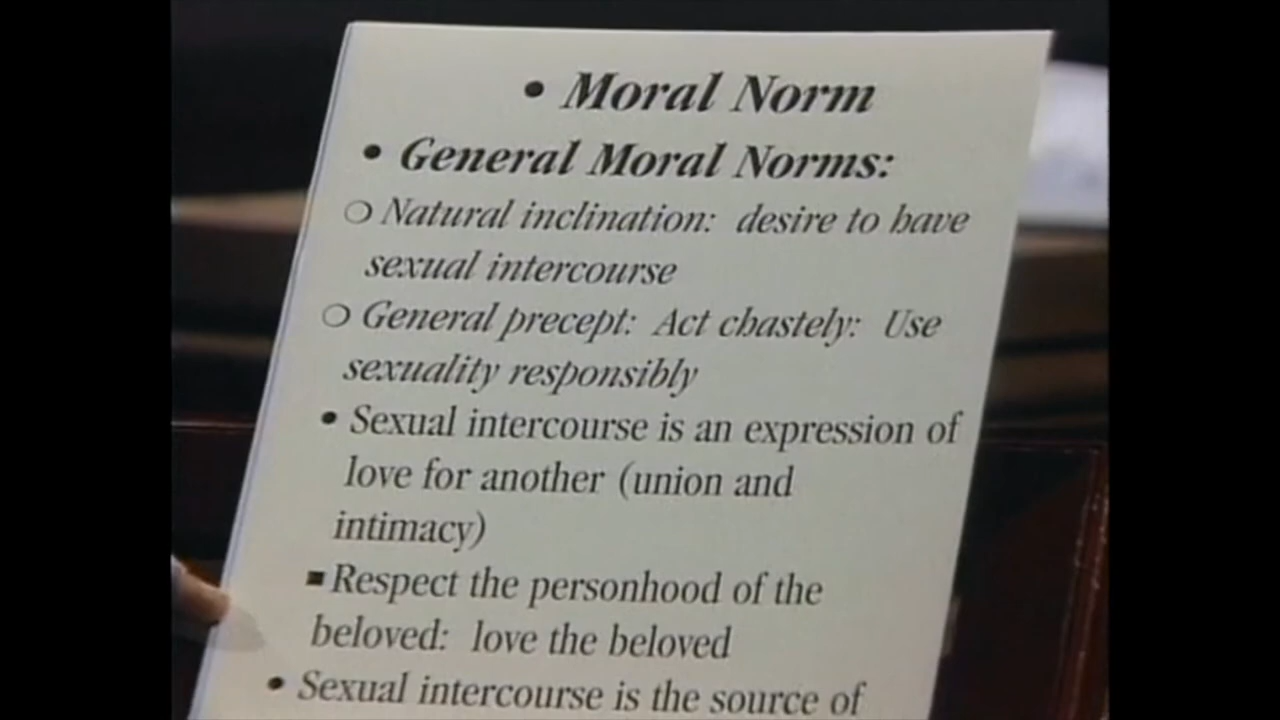 • Moral Norm
• General Moral Norms:
❍ Natural inclination: desire to have
sexual intercourse
❍ General precept: Act chastely: Use
sexuality responsibly
• Sexual intercourse is an expression of
love for another (union and
intimacy)
▪ Respect the personhood of the
beloved: love the beloved
• Sexual intercourse is the source of